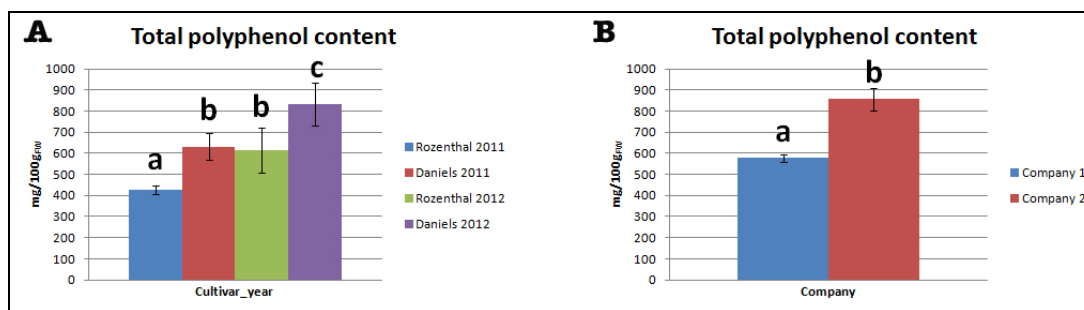 A
Total polyphenol content
1000
900
800
700
600
500
400
300
200
100
0
mg/100gFW
a
b
b
c
Cultivar_year
Rozenthal 2011
Daniels 2011
Rozenthal 2012
Daniels 2012
B
Total polyphenol content
1000
900
800
700
600
500
400
300
200
100
0
mg/100gFW
a
b
Company
Company 1
Company 2